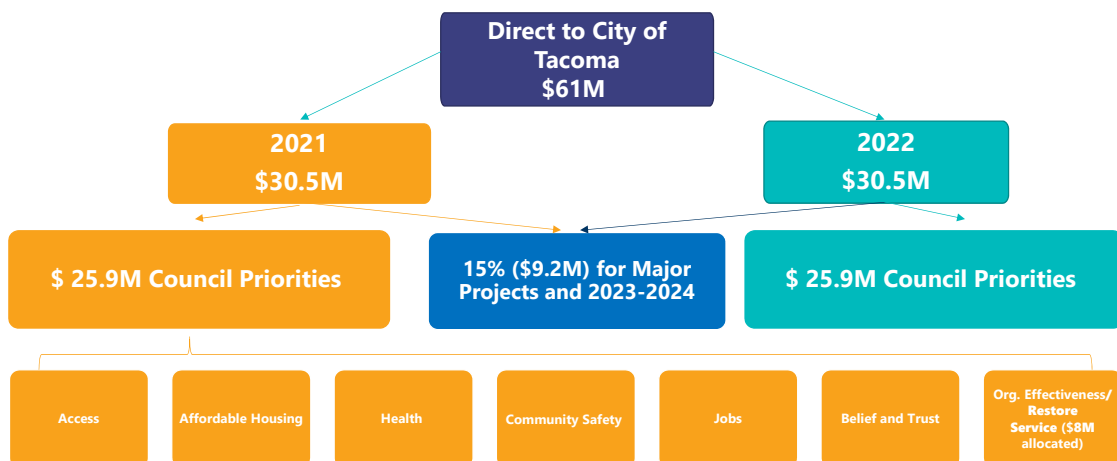 Direct to City of
Tacoma
$61M
2021
$30.5M
2022
$30.5M
$ 25.9M Council Priorities
15% ($9.2M) for Major
Projects and 2023-2024
$ 25.9M Council Priorities
Access
Affordable Housing
Health
Community Safety
Jobs
Belief and Trust
Org. Effectiveness/
Restore
Service ($8M
allocated)